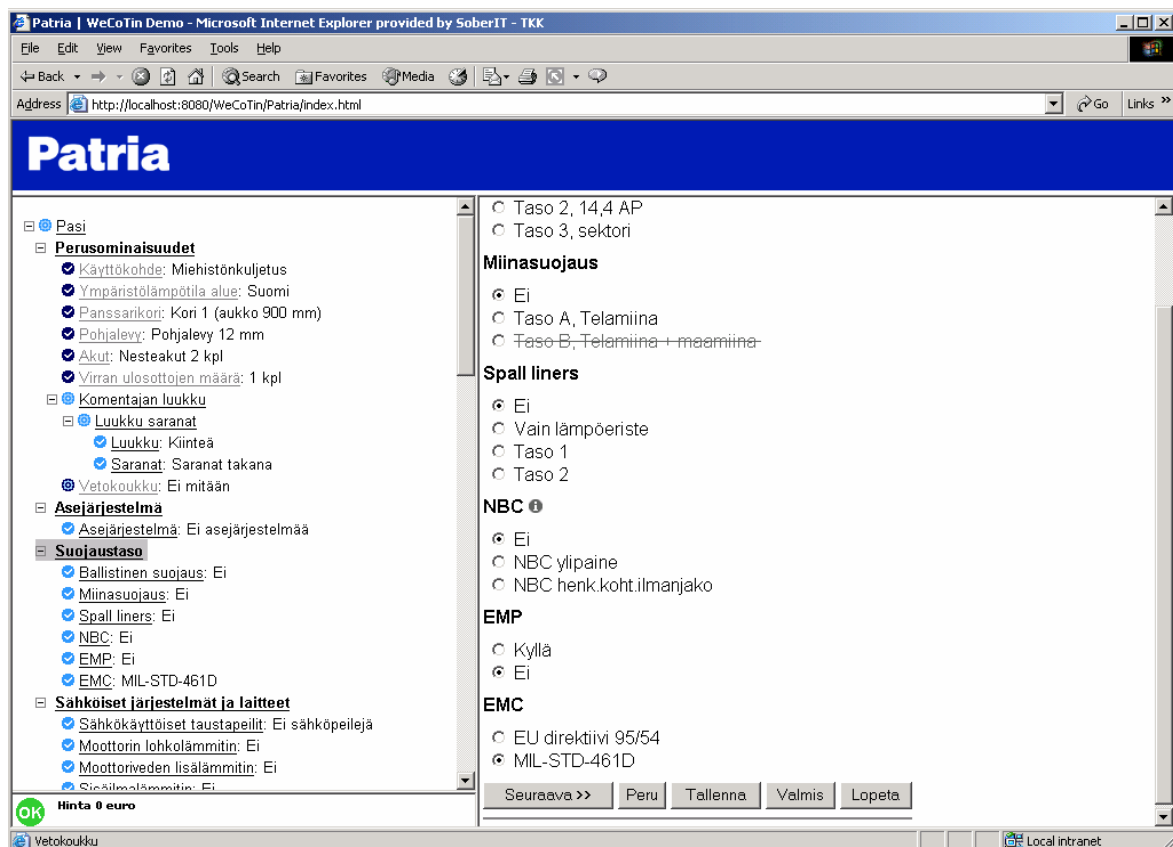 Patria | WeCoTin Demo - Microsoft Internet Explorer provided by SoberIT - TKK
File Edit View Favorites Tools Help
Back Search Favorites Media
Address http://localhost:8080/WeCoTin/Patria/index.html Go Links »
Patria
Pasi
Perusominaisuudet
Käyttökohde: Miehistönkuljetus
Ympäristölämpötila alue: Suomi
Panssarikori: Kori 1 (aukko 900 mm)
Pohjalevy: Pohjalevy 12 mm
Akut: Nesteakut 2 kpl
Virran ulosottojen määrä: 1 kpl
Komentajan luukku
Luukku saranat
Luukku: Kiinteä
Saranat: Saranat takana
Vetokoukku: Ei mitään
Asejärjestelmä
Asejärjestelmä: Ei asejärjestelmää
Suojaustaso
Ballistinen suojaus: Ei
Miinasuojaus: Ei
Spall liners: Ei
NBC: Ei
EMP: Ei
EMC: MIL-STD-461D
Sähköiset järjestelmät ja laitteet
Sähkökäyttöiset taustapeilit: Ei sähköpeilejä
Moottorin lohkolämmitin: Ei
Moottoriveden lisälämmitin: Ei
Sisäilmalämmitin: Ei
OK Hinta 0 euro
Taso 2, 14,4 AP
Taso 3, sektori
Miinasuojaus
Ei
Taso A, Telamiina
Taso B, Telamiina + maamiina
Spall liners
Ei
Vain lämpöeriste
Taso 1
Taso 2
NBC
Ei
NBC ylipaine
NBC henk.koht.ilmanjako
EMP
Kyllä
Ei
EMC
EU direktiivi 95/54
MIL-STD-461D
Seuraava >> Peru Tallenna Valmis Lopeta
Vetokoukku Local intranet